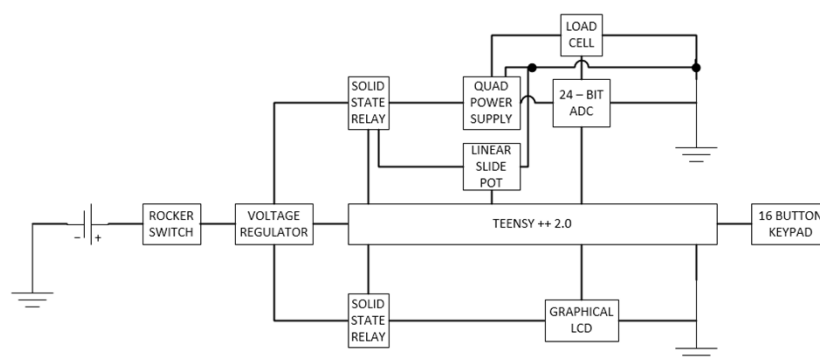 LOAD
CELL
SOLID
STATE
RELAY
QUAD
POWER
SUPPLY
24 – BIT
ADC
LINEAR
SLIDE
POT
ROCKER
SWITCH
VOLTAGE
REGULATOR
TEENSY ++ 2.0
16 BUTTON
KEYPAD
– +
SOLID
STATE
RELAY
GRAPHICAL
LCD